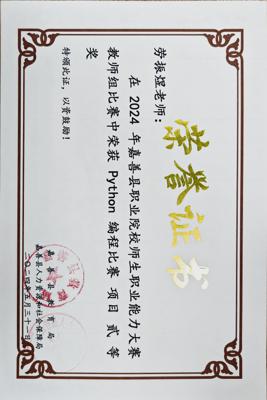 荣誉证书
劳振煜老师：
在 2024 年嘉善县职业院校师生职业能力大赛
教师组比赛中荣获 Python 编程比赛 项目 贰 等
奖
特颁此证，以资鼓励！
嘉善县教育局
嘉善县人力资源和社会保障局
二〇二四年五月三十一日